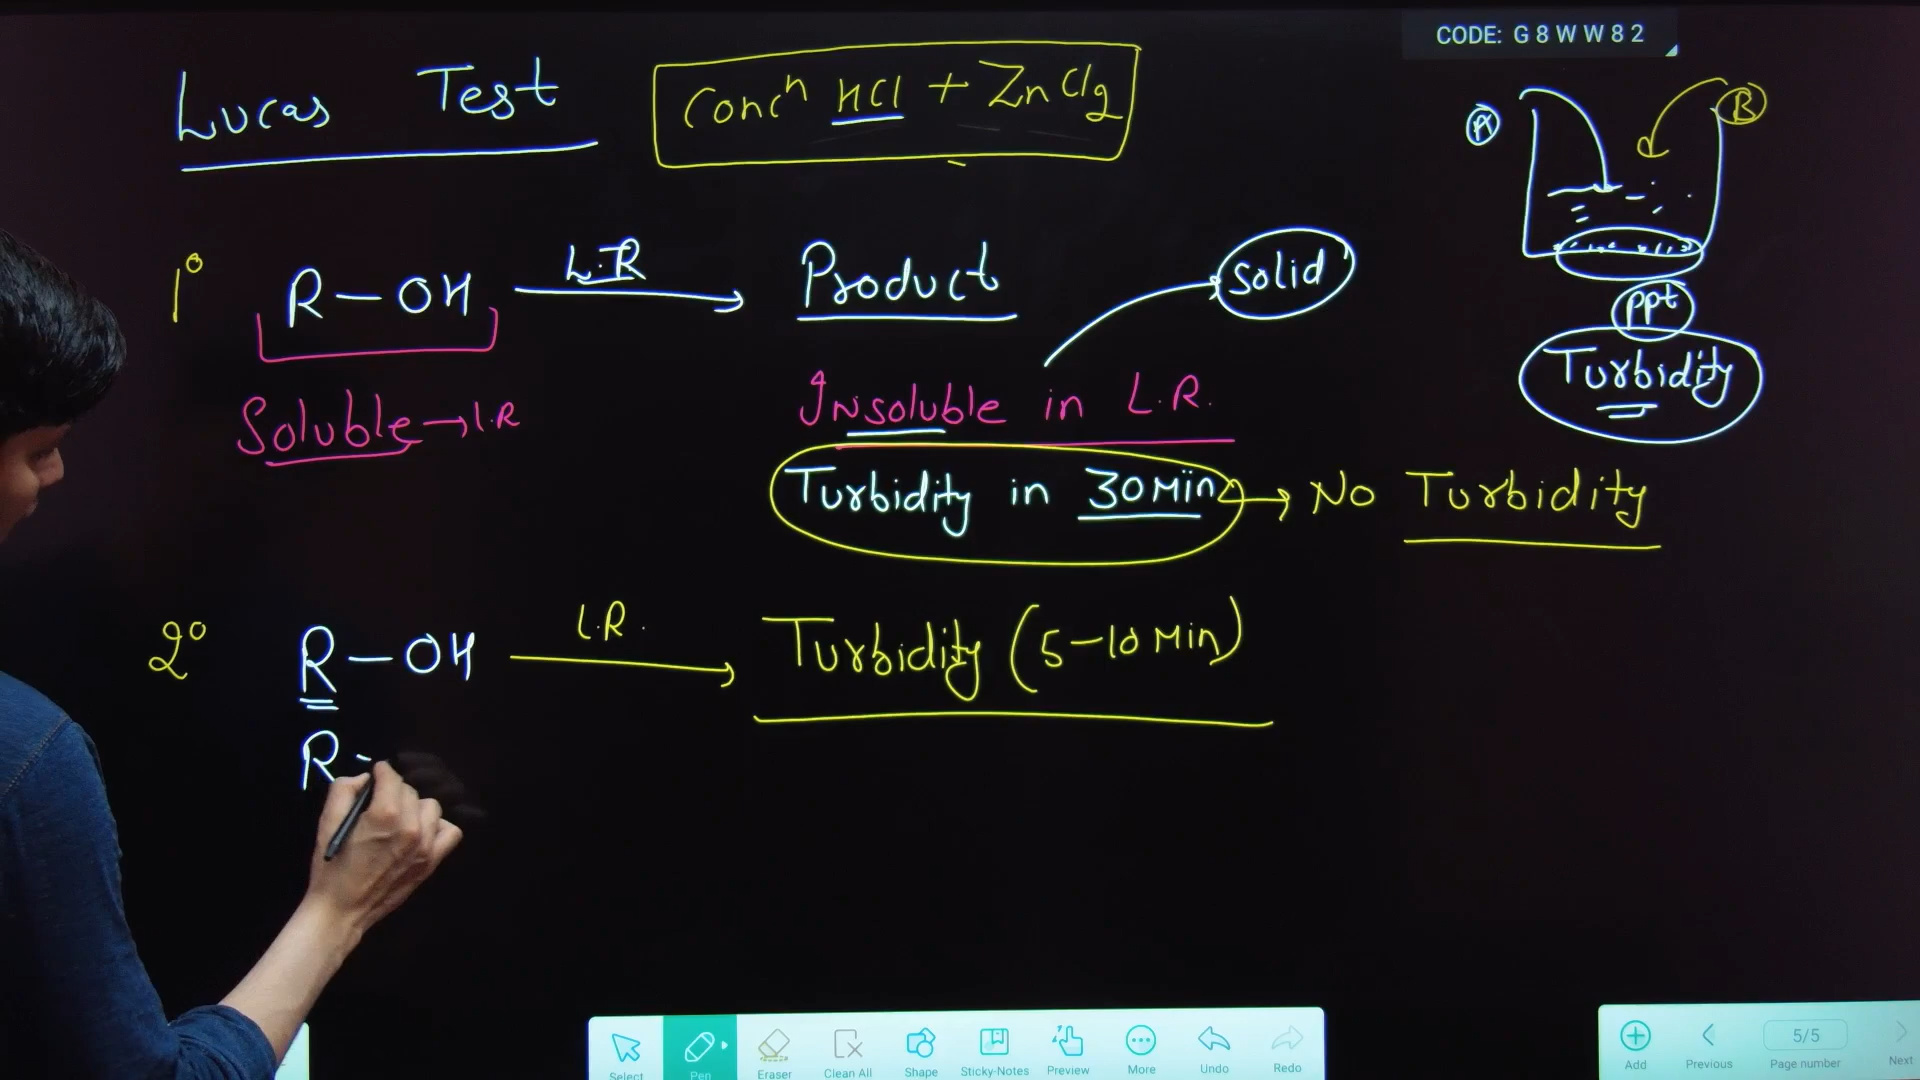 CODE: G8WW82
Lucas Test
Concⁿ HCl + ZnCl2
A
B
1° R-OH L.R Product
solid
ppt
Turbidity
Soluble → L.R
Insoluble in L.R.
Turbidity in 30 Min → No Turbidity
2° R-OH L.R. Turbidity (5-10 Min)
R-
Select
Pen
Eraser
Clean All
Shape
Sticky-Notes
Preview
More
Undo
Redo
Add
Previous
5/5
Page number
Next